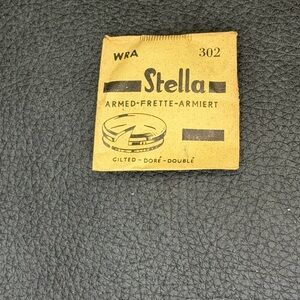 WRA 302
Stella
ARMED-FRETTE-ARMIERT
GILTED-DORÉ-DOUBLÉ